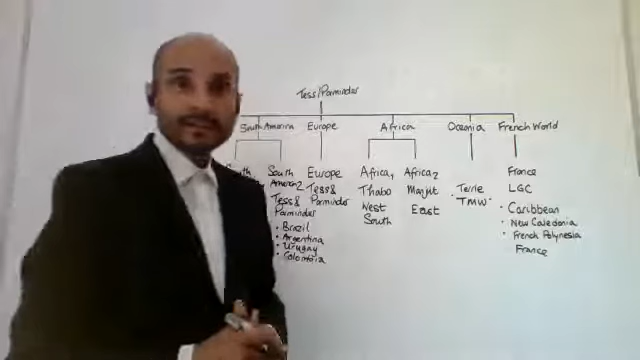 Tess/Parminder
South America
Europe
Africa
Oceania
French World
South
America 2
Tess &
Parminder
• Brazil
• Argentina
• Uruguay
• Colombia
Europe
Tess &
Parminder
Africa 1
Thabo
West
South
Africa 2
Manjit
East
Terrie
"TMW"
France
LGC
• Caribbean
• New Caledonia
• French Polynesia
France